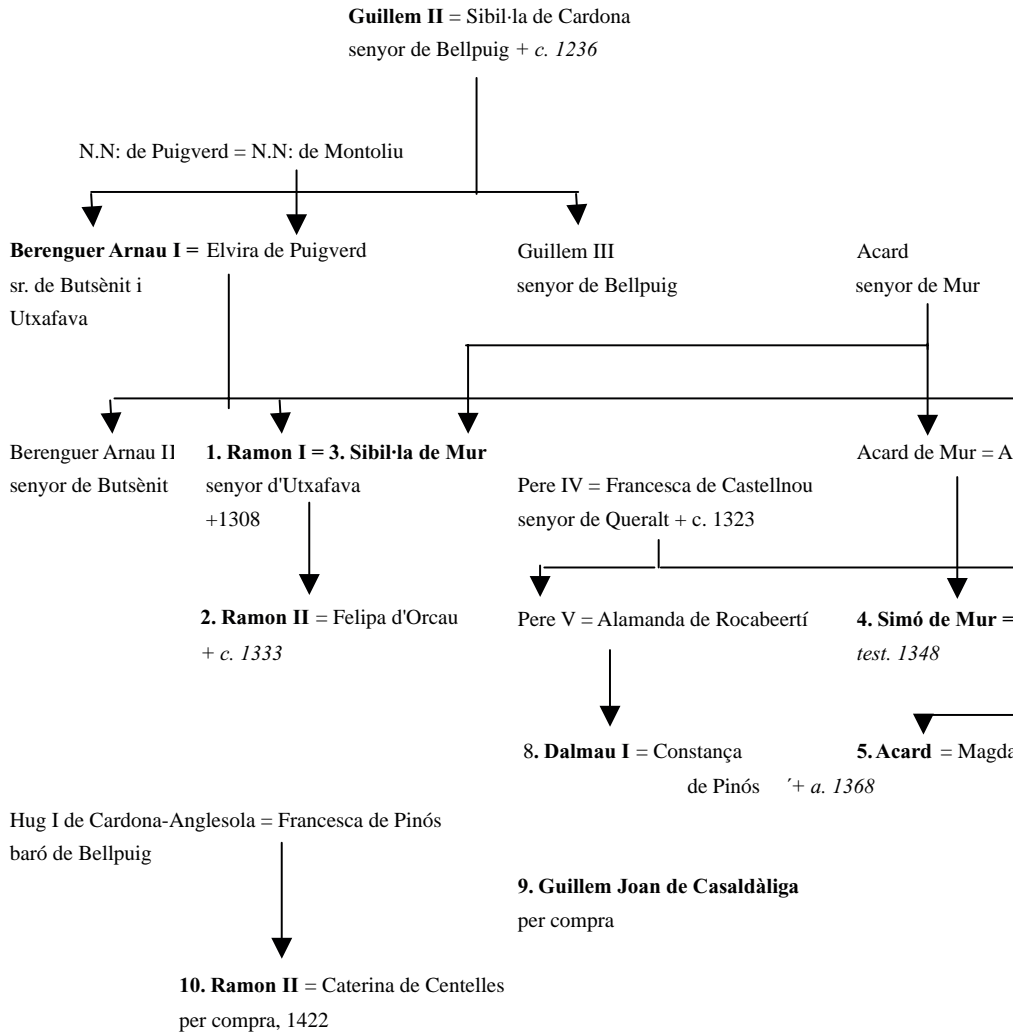 Guillem II = Sibil·la de Cardona
senyor de Bellpuig + c. 1236
N.N: de Puigverd = N.N: de Montoliu
Berenguer Arnau I = Elvira de Puigverd
sr. de Butsènit i
Utxafava
Guillem III
senyor de Bellpuig
Acard
senyor de Mur
Berenguer Arnau II
senyor de Butsènit
1. Ramon I = 3. Sibil·la de Mur
senyor d'Utxafava
+1308
Pere IV = Francesca de Castellnou
senyor de Queralt + c. 1323
Acard de Mur = A
2. Ramon II = Felipa d'Orcau
+ c. 1333
Pere V = Alamanda de Rocabeertí
4. Simó de Mur =
test. 1348
8. Dalmau I = Constança
de Pinós ´+ a. 1368
5. Acard = Magda
Hug I de Cardona-Anglesola = Francesca de Pinós
baró de Bellpuig
9. Guillem Joan de Casaldàliga
per compra
10. Ramon II = Caterina de Centelles
per compra, 1422